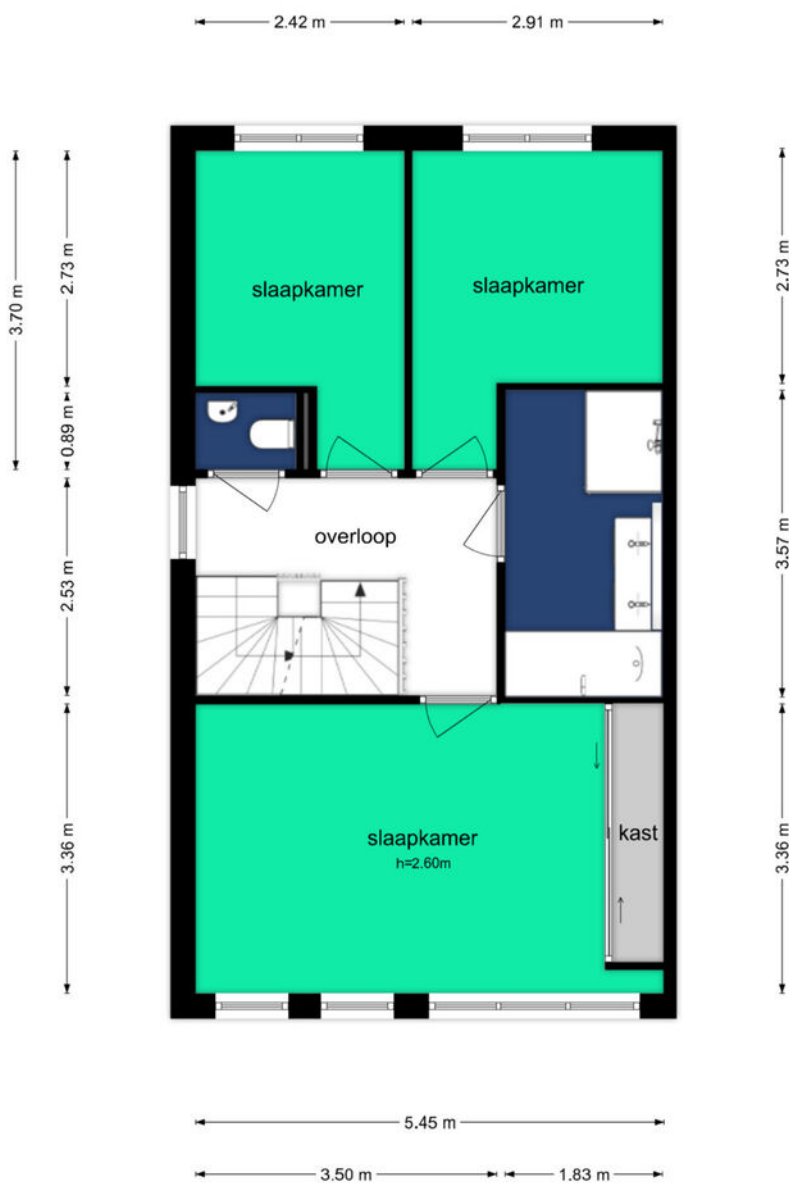 2.42 m
2.91 m
3.70 m
2.73 m
2.73 m
slaapkamer
slaapkamer
0.89 m
overloop
2.53 m
3.57 m
slaapkamer
h=2.60m
kast
3.36 m
3.36 m
5.45 m
3.50 m
1.83 m